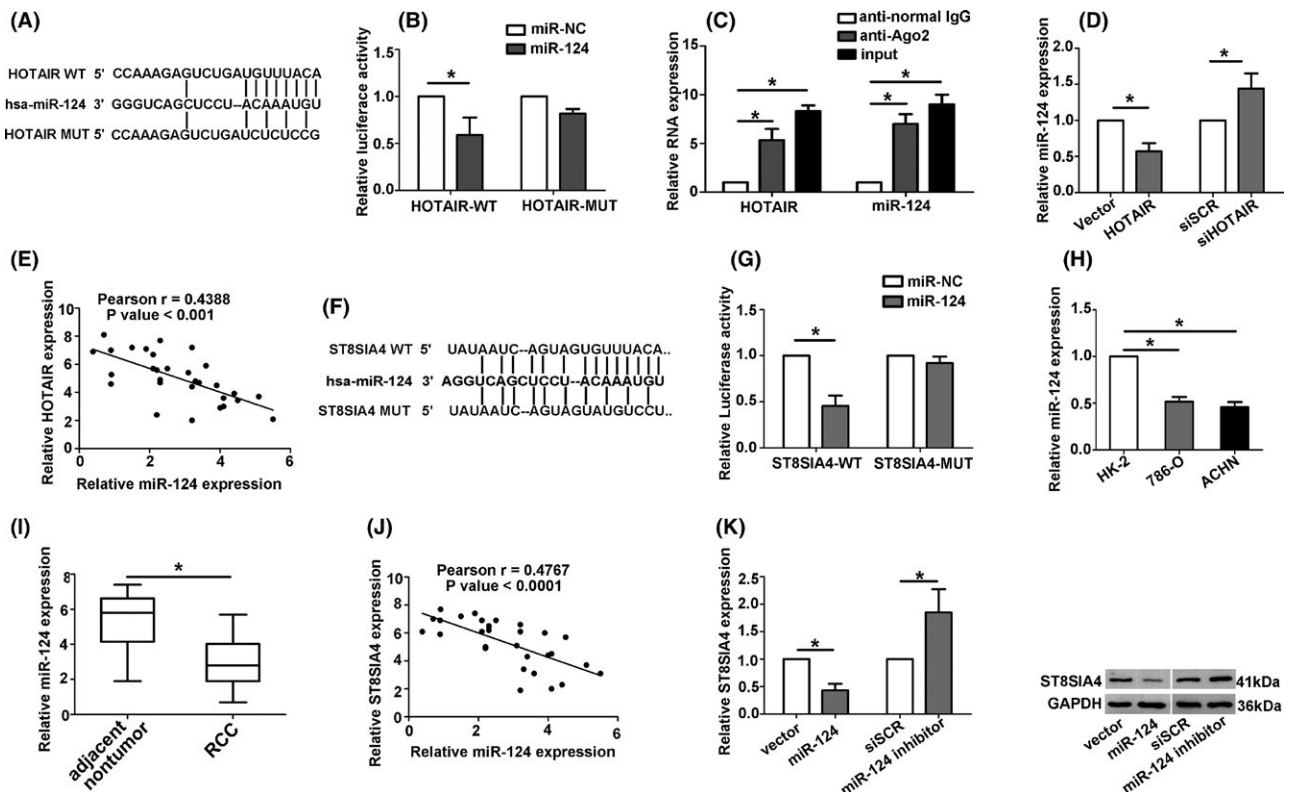 (A)
HOTAIR WT 5' CCAAAGAGUCUGAUGUUUACA
hsa-miR-124 3' GGGUCAGCUCCU--ACAAAUGU
HOTAIR MUT 5' CCAAAGAGUCUGAUCUCUCCG
(B)
miR-NC
miR-124
Relative luciferace activity
1.5
1.0
0.5
0.0
*
HOTAIR-WT
HOTAIR-MUT
(C)
anti-normal IgG
anti-Ago2
input
Relative RNA expression
20
15
10
5
0
*
*
*
*
HOTAIR
miR-124
(D)
Relative miR-124 expression
2.0
1.5
1.0
0.5
0.0
*
*
Vector
HOTAIR
siSCR
siHOTAIR
(E)
Pearson r = 0.4388
P value < 0.001
Relative HOTAIR expression
10
8
6
4
2
0
0
2
4
6
Relative miR-124 expression
(F)
ST8SIA4 WT 5' UAUAAUC--AGUAGUGUUUACA..
hsa-miR-124 3' AGGUCAGCUCCU--ACAAAUGU
ST8SIA4 MUT 5' UAUAAUC--AGUAGUAUGUCCU..
(G)
miR-NC
miR-124
Relative Luciferase activity
1.5
1.0
0.5
0.0
*
ST8SIA4-WT
ST8SIA4-MUT
(H)
Relative miR-124 expression
1.5
1.0
0.5
0.0
*
*
HK-2
786-O
ACHN
(I)
Relative miR-124 expression
8
6
4
2
0
*
adjacent
nontumor
RCC
(J)
Pearson r = 0.4767
P value < 0.0001
Relative ST8SIA4 expression
10
8
6
4
2
0
0
2
4
6
Relative miR-124 expression
(K)
Relative ST8SIA4 expression
2.5
2.0
1.5
1.0
0.5
0.0
*
*
vector
miR-124
siSCR
miR-124 inhibitor
ST8SIA4
41kDa
GAPDH
36kDa
vector
miR-124
siSCR
miR-124 inhibitor